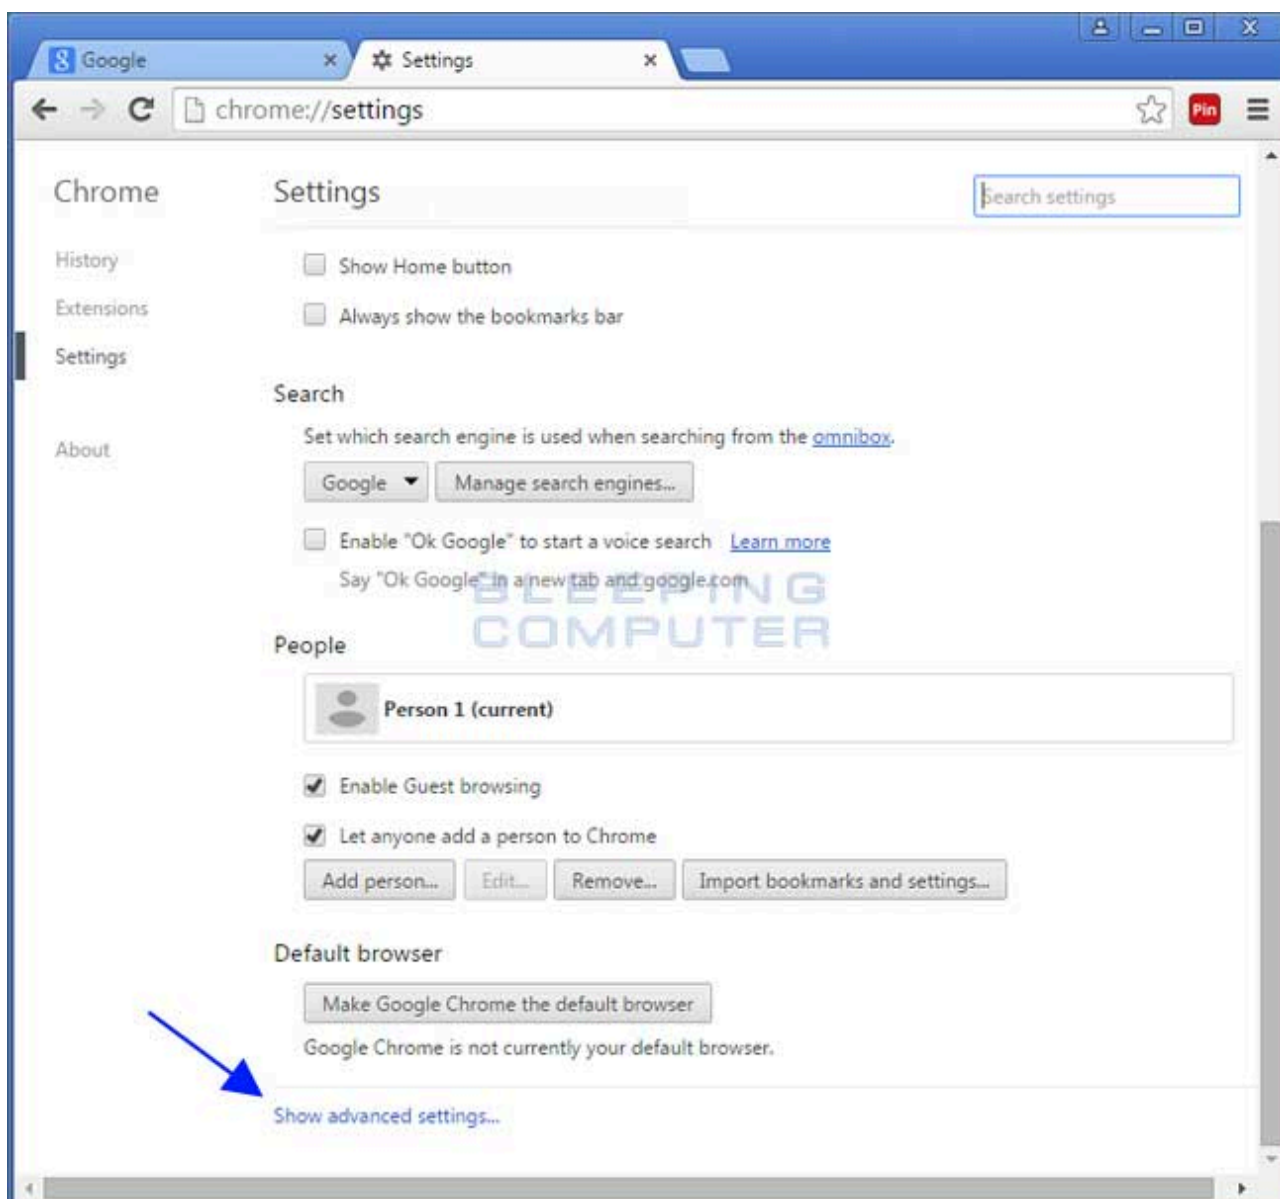 Google
Settings
chrome://settings
Pin
Chrome
Settings
Search settings
History
Extensions
Settings
About
Show Home button
Always show the bookmarks bar
Search
Set which search engine is used when searching from the omnibox.
Google
Manage search engines...
Enable "Ok Google" to start a voice search Learn more
Say "Ok Google" in a new tab and google.com
BLEEPING
COMPUTER
People
Person 1 (current)
Enable Guest browsing
Let anyone add a person to Chrome
Add person... Edit... Remove... Import bookmarks and settings...
Default browser
Make Google Chrome the default browser
Google Chrome is not currently your default browser.
Show advanced settings...